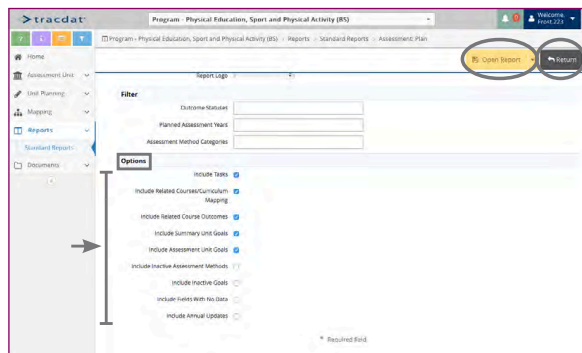 tracdat
Program - Physical Education, Sport and Physical Activity (BS)
Welcome,
Frost.223
Program - Physical Education, Sport and Physical Activity (BS) > Reports > Standard Reports > Assessment: Plan
Open Report
Return
Home
Assessment Unit
Unit Planning
Mapping
Reports
Standard Reports
Documents
Report Logo
Filter
Outcome Statuses
Planned Assessment Years
Assessment Method Categories
Options
Include Tasks
Include Related Courses/Curriculum
Mapping
Include Related Course Outcomes
Include Summary Unit Goals
Include Assessment Unit Goals
Include Inactive Assessment Methods
Include Inactive Goals
Include Fields With No Data
Include Annual Updates
* Required field